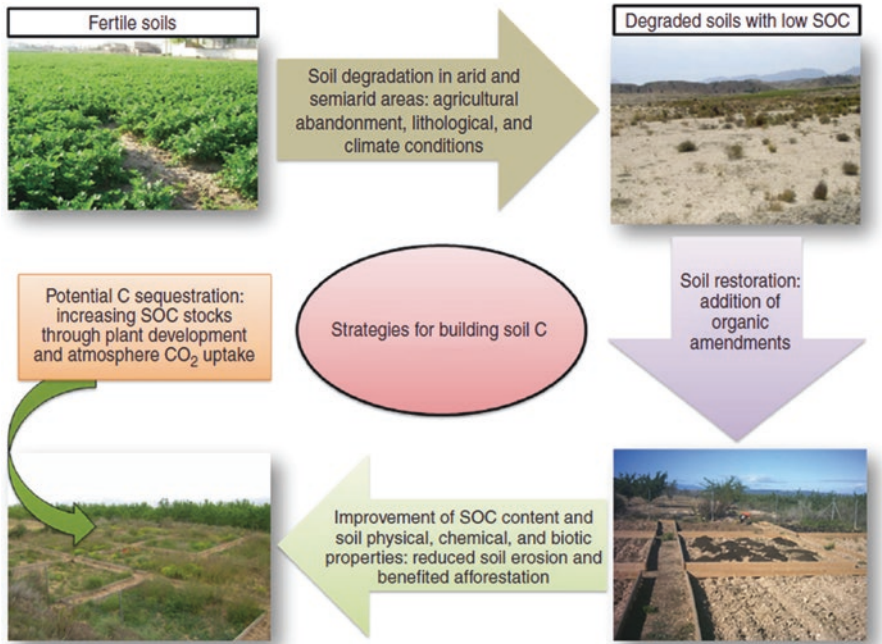 Fertile soils
Soil degradation in arid and
semiarid areas: agricultural
abandonment, lithological, and
climate conditions
Degraded soils with low SOC
Soil restoration:
addition of
organic
amendments
Strategies for building soil C
Potential C sequestration:
increasing SOC stocks
through plant development
and atmosphere CO₂ uptake
Improvement of SOC content and
soil physical, chemical, and biotic
properties: reduced soil erosion and
benefited afforestation